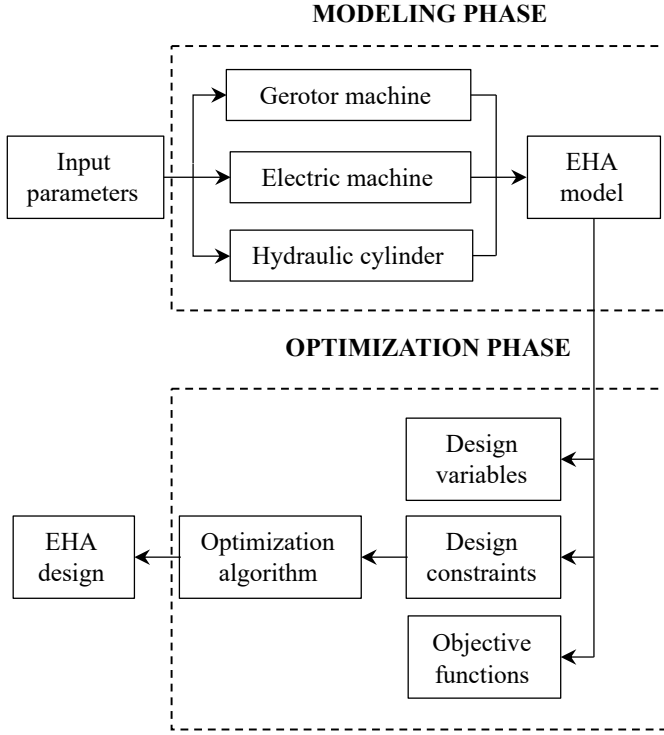 MODELING PHASE
Gerotor machine
Input
parameters
Electric machine
EHA
model
Hydraulic cylinder
OPTIMIZATION PHASE
Design
variables
EHA
design
Optimization
algorithm
Design
constraints
Objective
functions